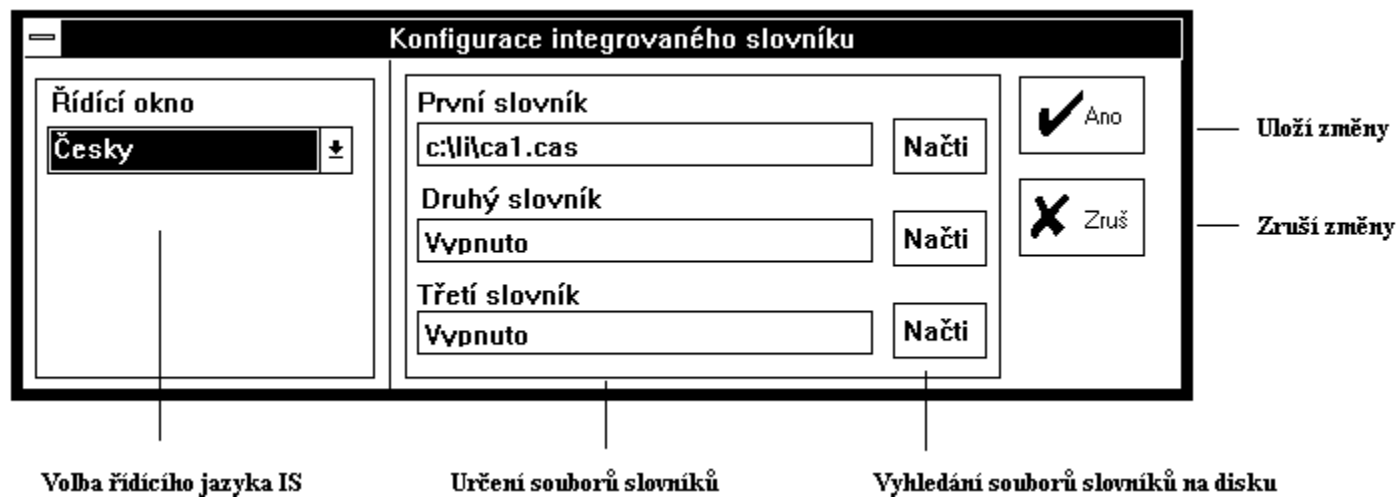 Konfigurace integrovaného slovníku
Řídící okno
Česky
První slovník
c:\li\ca1.cas
Načti
Druhý slovník
Vypnuto
Načti
Třetí slovník
Vypnuto
Načti
Ano
Zruš
Uloží změny
Zruší změny
Volba řídícího jazyka IS
Určení souborů slovníků
Vyhledání souborů slovníků na disku